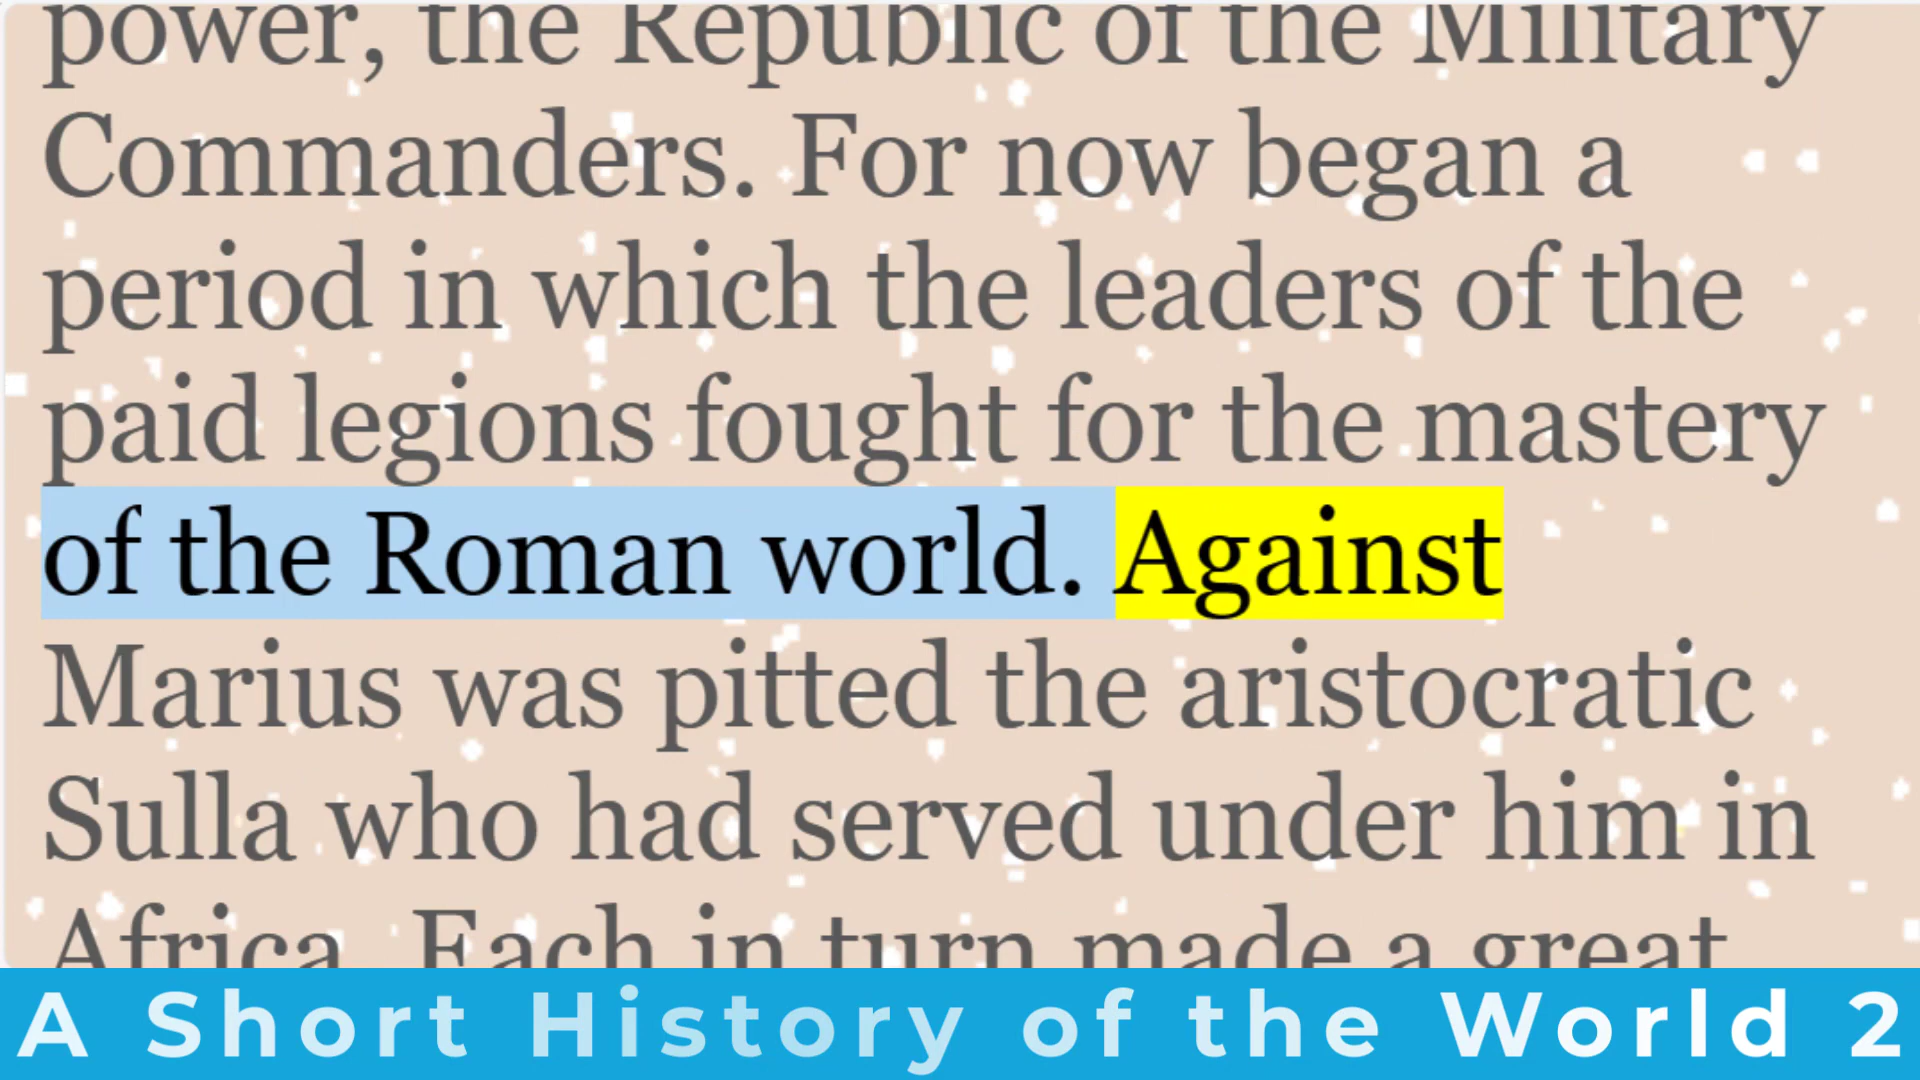 power, the Republic of the Military
Commanders. For now began a
period in which the leaders of the
paid legions fought for the mastery
of the Roman world. Against
Marius was pitted the aristocratic
Sulla who had served under him in
Africa. Each in turn made a great
A Short History of the World 2